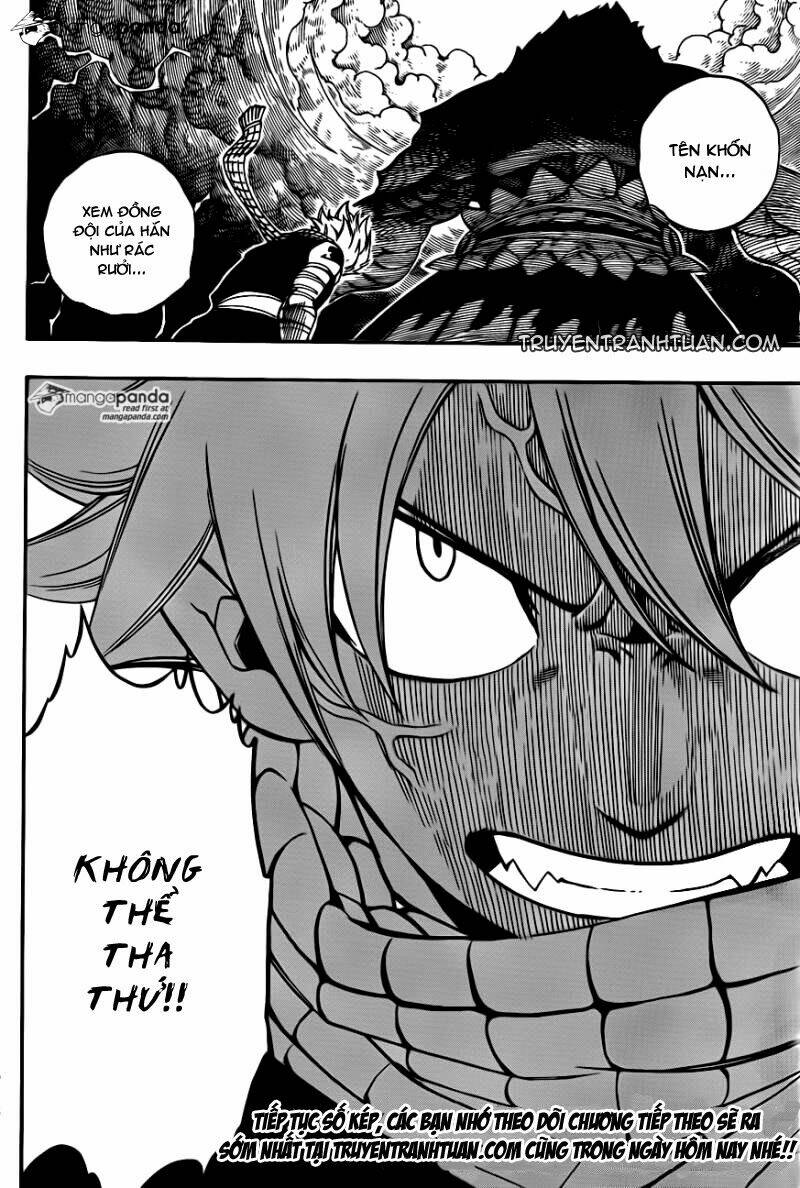 mangapanda
TÊN KHỐN
NẠN...
XEM ĐỒNG
ĐỘI CỦA HẮN
NHƯ RÁC
RƯỞI...
TRUYENTRANHTUAN.COM
mangapanda
... read first at
mangapanda.com
KHÔNG
THỂ
THA
THỨ!!
TIẾP TỤC SỐ KÉP, CÁC BẠN NHỚ THEO DÕI CHƯƠNG TIẾP THEO SẼ RA
SỚM NHẤT TẠI TRUYENTRANHTUAN.COM CŨNG TRONG NGÀY HÔM NAY NHÉ!!